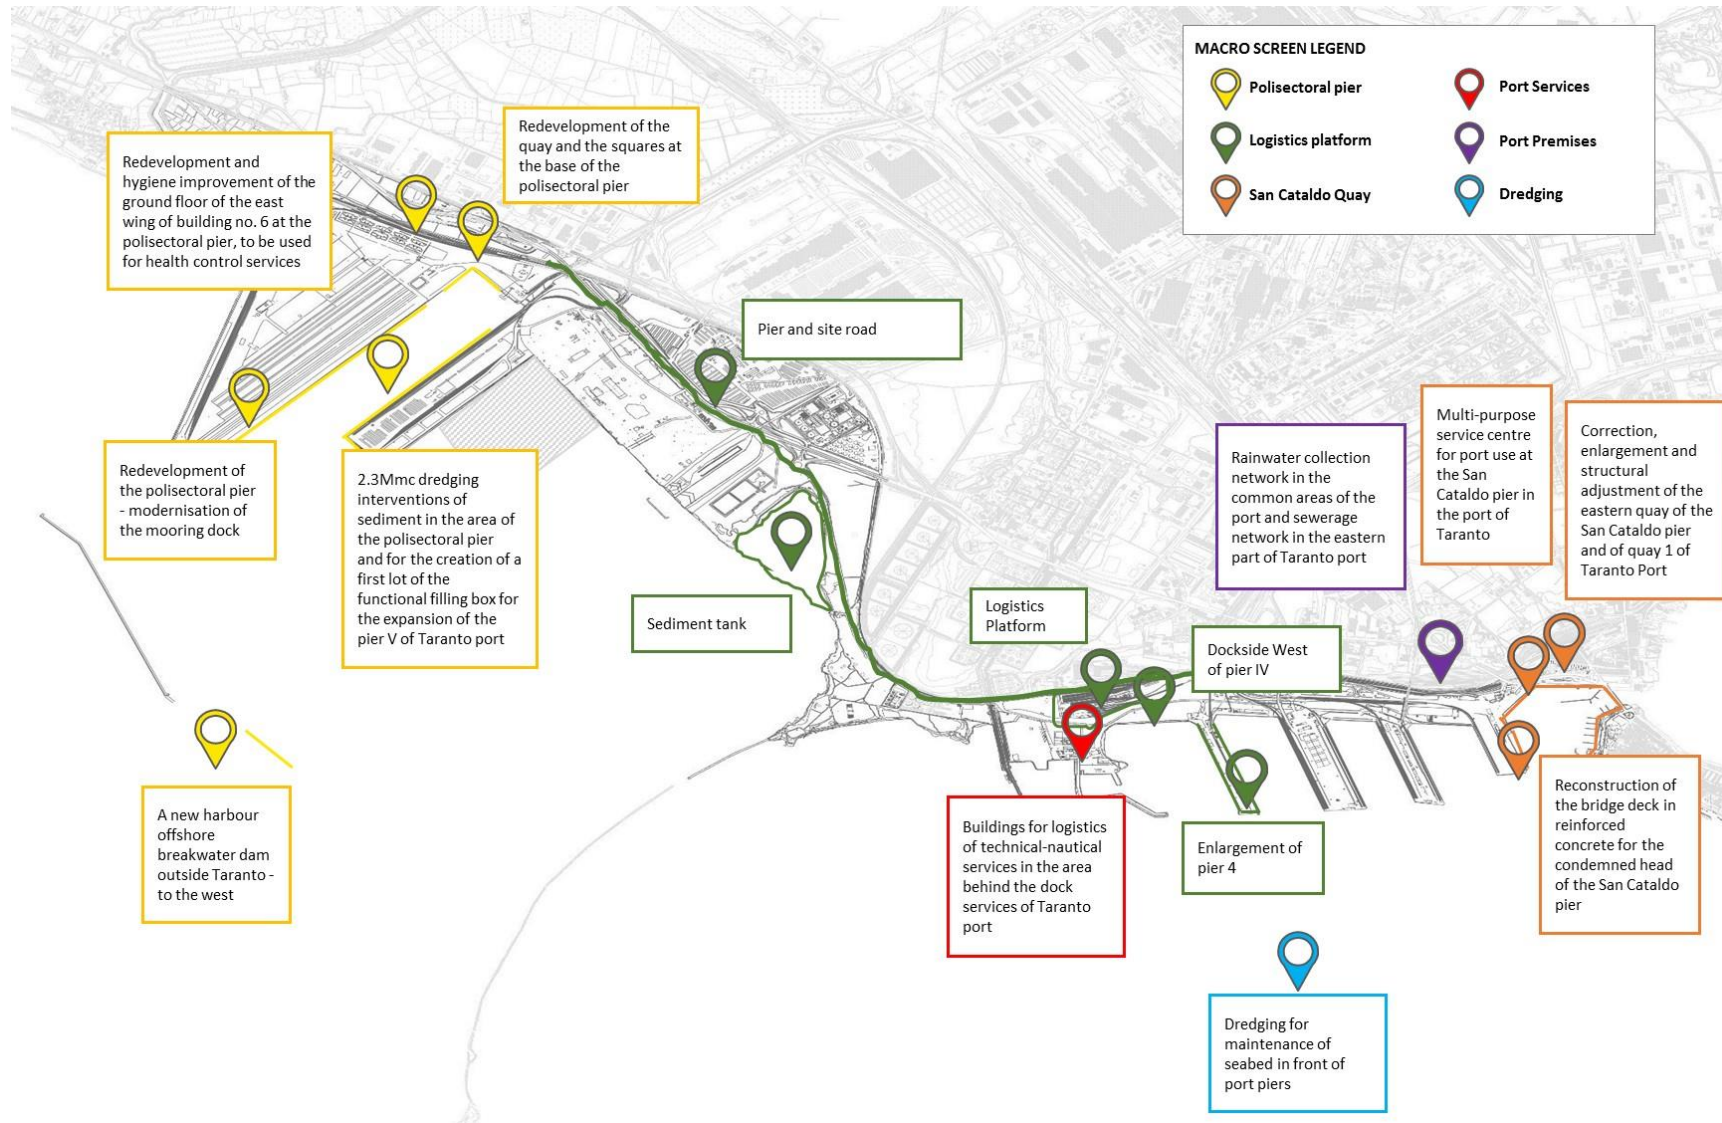 MACRO SCREEN LEGEND
Polisectoral pier
Port Services
Logistics platform
Port Premises
San Cataldo Quay
Dredging
Redevelopment and
hygiene improvement of the
ground floor of the east
wing of building no. 6 at the
polisectoral pier, to be used
for health control services
Redevelopment of the
quay and the squares at
the base of the
polisectoral pier
Pier and site road
Redevelopment of
the polisectoral pier
- modernisation of
the mooring dock
2.3Mmc dredging
interventions of
sediment in the area of
the polisectoral pier
and for the creation of a
first lot of the
functional filling box for
the expansion of the
pier V of Taranto port
Rainwater collection
network in the
common areas of the
port and sewerage
network in the eastern
part of Taranto port
Multi-purpose
service centre
for port use at
the San
Cataldo pier in
the port of
Taranto
Correction,
enlargement and
structural
adjustment of the
eastern quay of the
San Cataldo pier
and of quay 1 of
Taranto Port
Sediment tank
Logistics
Platform
Dockside West
of pier IV
A new harbour
offshore
breakwater dam
outside Taranto -
to the west
Buildings for logistics
of technical-nautical
services in the area
behind the dock
services of Taranto
port
Enlargement of
pier 4
Reconstruction of
the bridge deck in
reinforced
concrete for the
condemned head
of the San Cataldo
pier
Dredging for
maintenance of
seabed in front of
port piers